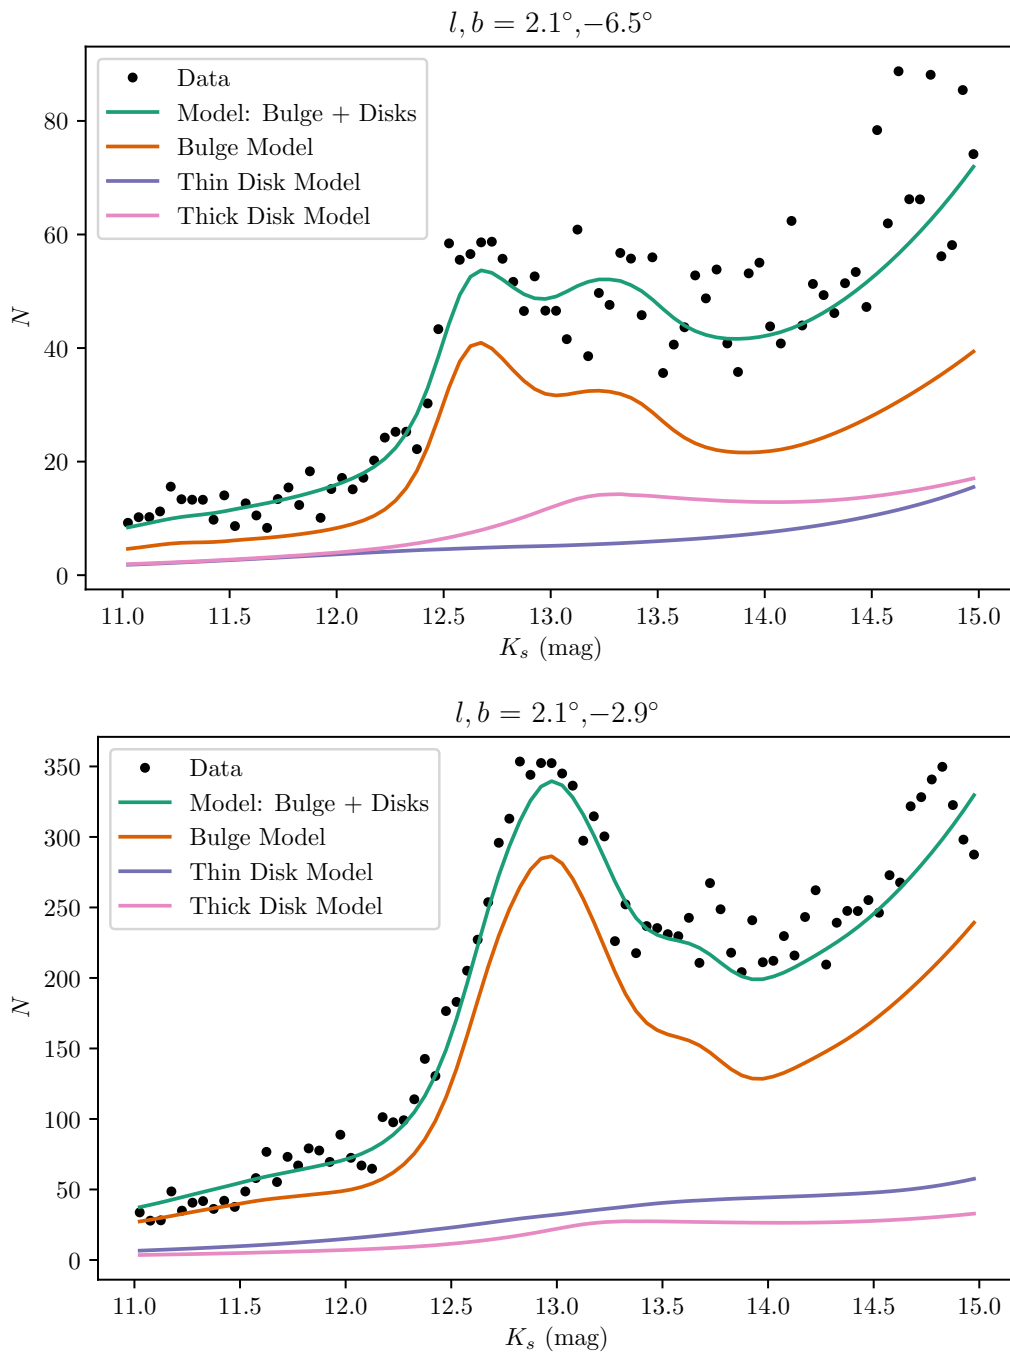 l, b = 2.1°,−6.5°
Data
Model: Bulge + Disks
Bulge Model
Thin Disk Model
Thick Disk Model
80
60
40
20
0
N
11.0 11.5 12.0 12.5 13.0 13.5 14.0 14.5 15.0
K_s (mag)
l, b = 2.1°,−2.9°
Data
Model: Bulge + Disks
Bulge Model
Thin Disk Model
Thick Disk Model
350
300
250
200
150
100
50
0
N
11.0 11.5 12.0 12.5 13.0 13.5 14.0 14.5 15.0
K_s (mag)